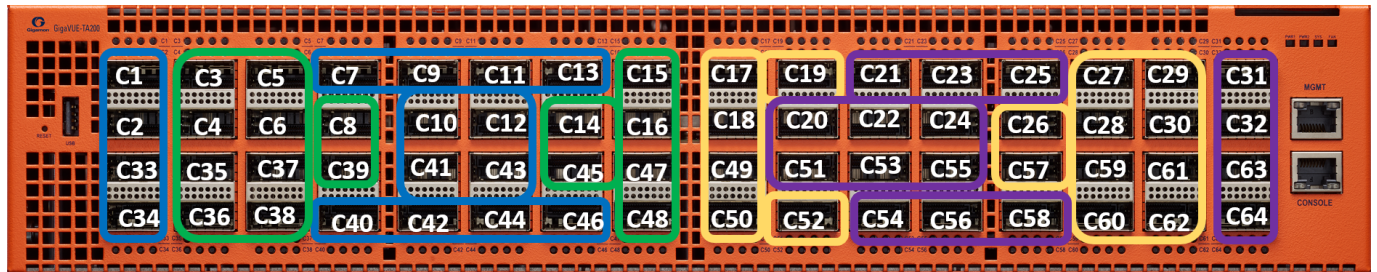 Gigamon GigaVUE-TA200
C1 C3 C5 C7 C9 C11 C13 C15 C17 C19 C21 C23 C25 C27 C29 C31
MGMT
C2 C4 C6 C8 C10 C12 C14 C16 C18 C20 C22 C24 C26 C28 C30 C32
RESET
USB
C33 C35 C37 C39 C41 C43 C45 C47 C49 C51 C53 C55 C57 C59 C61 C63
CONSOLE
C34 C36 C38 C40 C42 C44 C46 C48 C50 C52 C54 C56 C58 C60 C62 C64